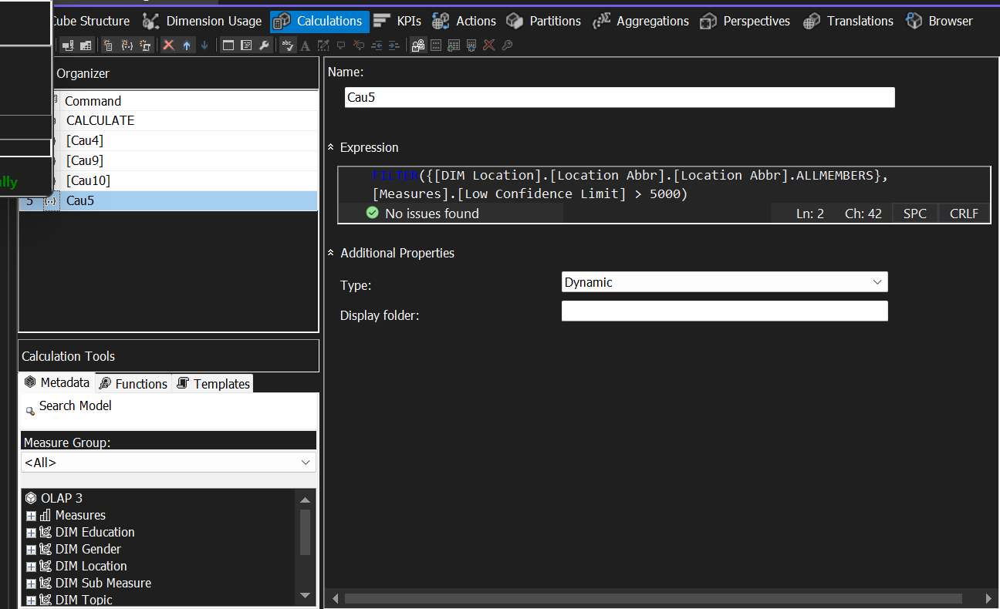 ube Structure Dimension Usage Calculations KPIs Actions Partitions Aggregations Perspectives Translations Browser
Organizer
Command
CALCULATE
[Cau4]
[Cau9]
[Cau10]
lly
5 Cau5
Name:
Cau5
Expression
FILTER({[DIM Location].[Location Abbr].[Location Abbr].ALLMEMBERS},
[Measures].[Low Confidence Limit] > 5000)
No issues found Ln: 2 Ch: 42 SPC CRLF
Additional Properties
Type: Dynamic
Display folder:
Calculation Tools
Metadata Functions Templates
Search Model
Measure Group:
<All>
OLAP 3
Measures
DIM Education
DIM Gender
DIM Location
DIM Sub Measure
DIM Topic